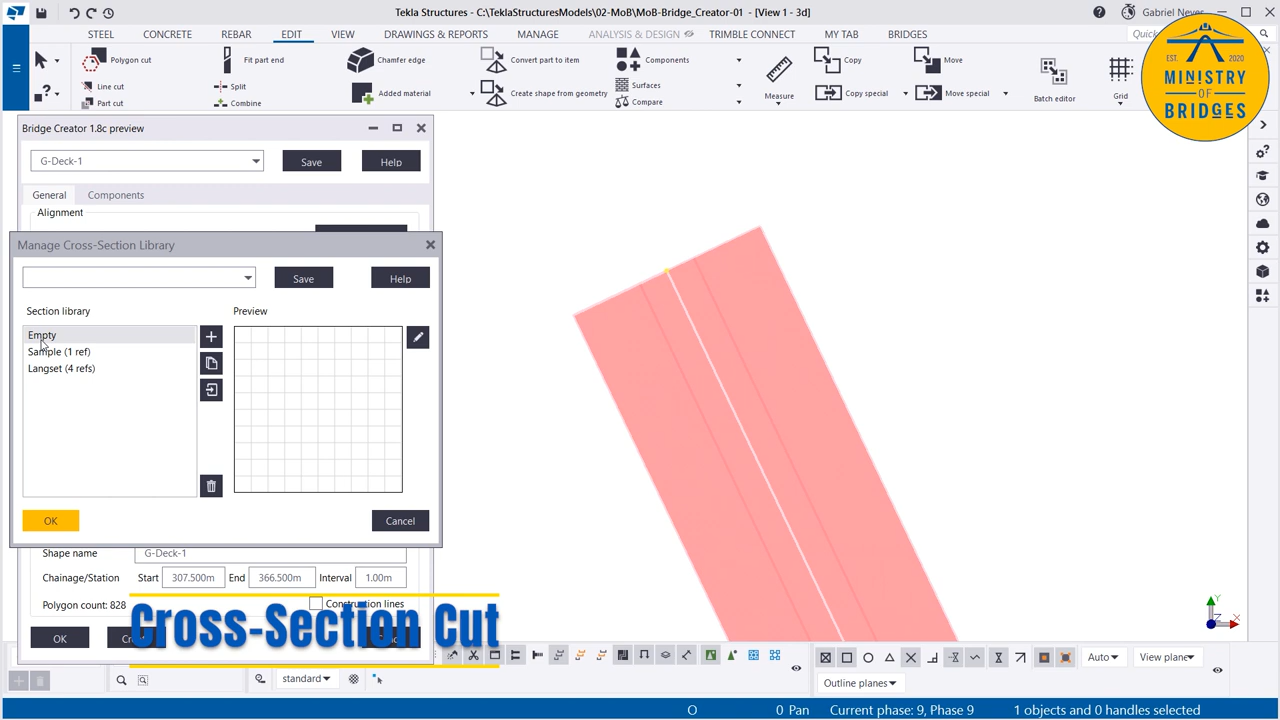 Tekla Structures - C:\TeklaStructuresModels\02-MoB\MoB-Bridge_Creator-01 - [View 1 - 3d]
Gabriel Neves
STEEL CONCRETE REBAR EDIT VIEW DRAWINGS & REPORTS MANAGE ANALYSIS & DESIGN TRIMBLE CONNECT MY TAB BRIDGES
Polygon cut
Line cut
Part cut
Fit part end
Split
Combine
Chamfer edge
Added material
Convert part to item
Create shape from geometry
Components
Surfaces
Compare
Measure
Copy
Copy special
Move
Move special
Batch editor
Grid
EST. 2020
MINISTRY
OF
BRIDGES
Bridge Creator 1.8c preview
G-Deck-1 Save Help
General Components
Alignment
Manage Cross-Section Library
Save Help
Section library Preview
Empty
Sample (1 ref)
Langset (4 refs)
OK Cancel
Shape name G-Deck-1
Chainage/Station Start 307.500m End 366.500m Interval 1.00m
Polygon count: 828 Construction lines
OK
Cross-Section Cut
Auto
Outline planes
standard
O 0 Pan Current phase: 9, Phase 9 1 objects and 0 handles selected